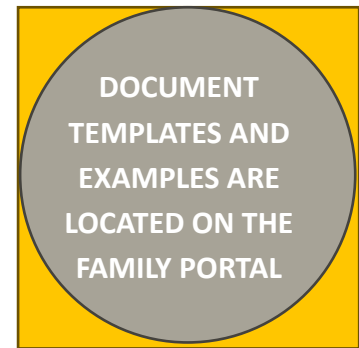 DOCUMENT
TEMPLATES AND
EXAMPLES ARE
LOCATED ON THE
FAMILY PORTAL